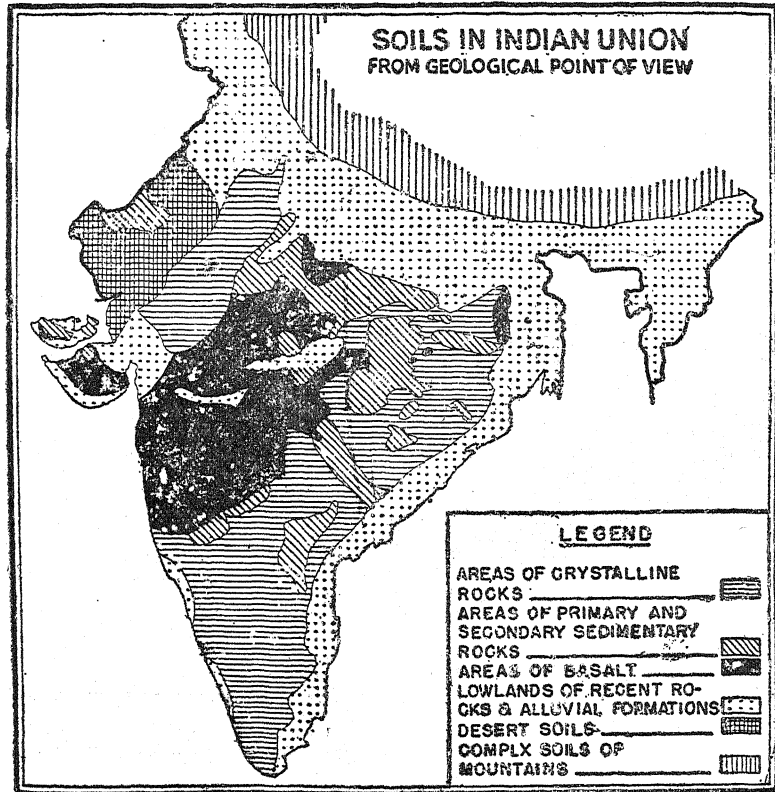 SOILS IN INDIAN UNION
FROM GEOLOGICAL POINT OF VIEW
LEGEND
AREAS OF CRYSTALLINE
ROCKS
AREAS OF PRIMARY AND
SECONDARY SEDIMENTARY
ROCKS
AREAS OF BASALT
LOWLANDS OF RECENT RO-
CKS & ALLUVIAL FORMATIONS
DESERT SOILS
COMPLX SOILS OF
MOUNTAINS